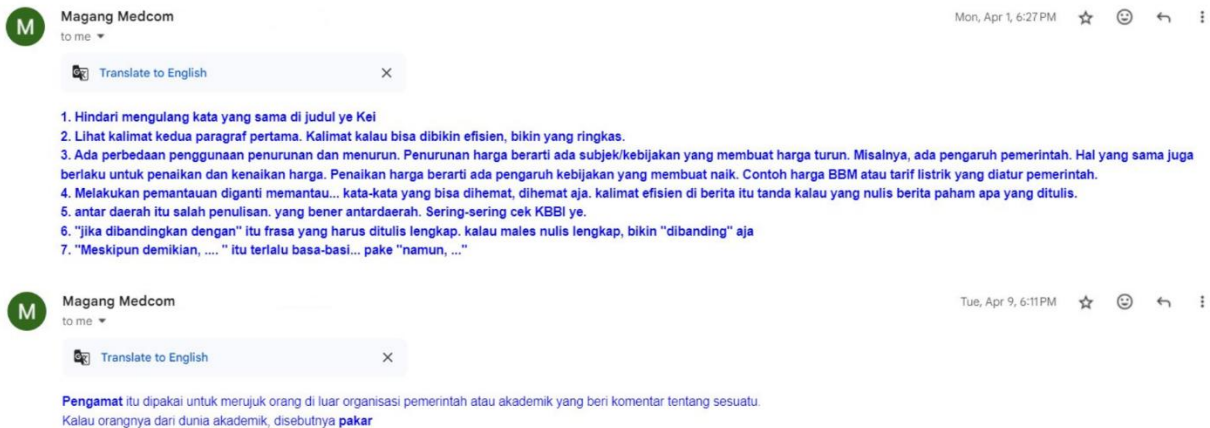 M
Magang Medcom
Mon, Apr 1, 6:27 PM
to me
Translate to English
1. Hindari mengulang kata yang sama di judul ye Kei
2. Lihat kalimat kedua paragraf pertama. Kalimat kalau bisa dibikin efisien, bikin yang ringkas.
3. Ada perbedaan penggunaan penurunan dan menurun. Penurunan harga berarti ada subjek/kebijakan yang membuat harga turun. Misalnya, ada pengaruh pemerintah. Hal yang sama juga
berlaku untuk penaikan dan kenaikan harga. Penaikan harga berarti ada pengaruh kebijakan yang membuat naik. Contoh harga BBM atau tarif listrik yang diatur pemerintah.
4. Melakukan pemantauan diganti memantau... kata-kata yang bisa dihemat, dihemat aja. kalimat efisien di berita itu tanda kalau yang nulis berita paham apa yang ditulis.
5. antar daerah itu salah penulisan. yang bener antardaerah. Sering-sering cek KBBI ye.
6. "jika dibandingkan dengan" itu frasa yang harus ditulis lengkap. kalau males nulis lengkap, bikin "dibanding" aja
7. "Meskipun demikian, .... " itu terlalu basa-basi... pake "namun, ..."
M
Magang Medcom
Tue, Apr 9, 6:11 PM
to me
Translate to English
Pengamat itu dipakai untuk merujuk orang di luar organisasi pemerintah atau akademik yang beri komentar tentang sesuatu.
Kalau orangnya dari dunia akademik, disebutnya pakar